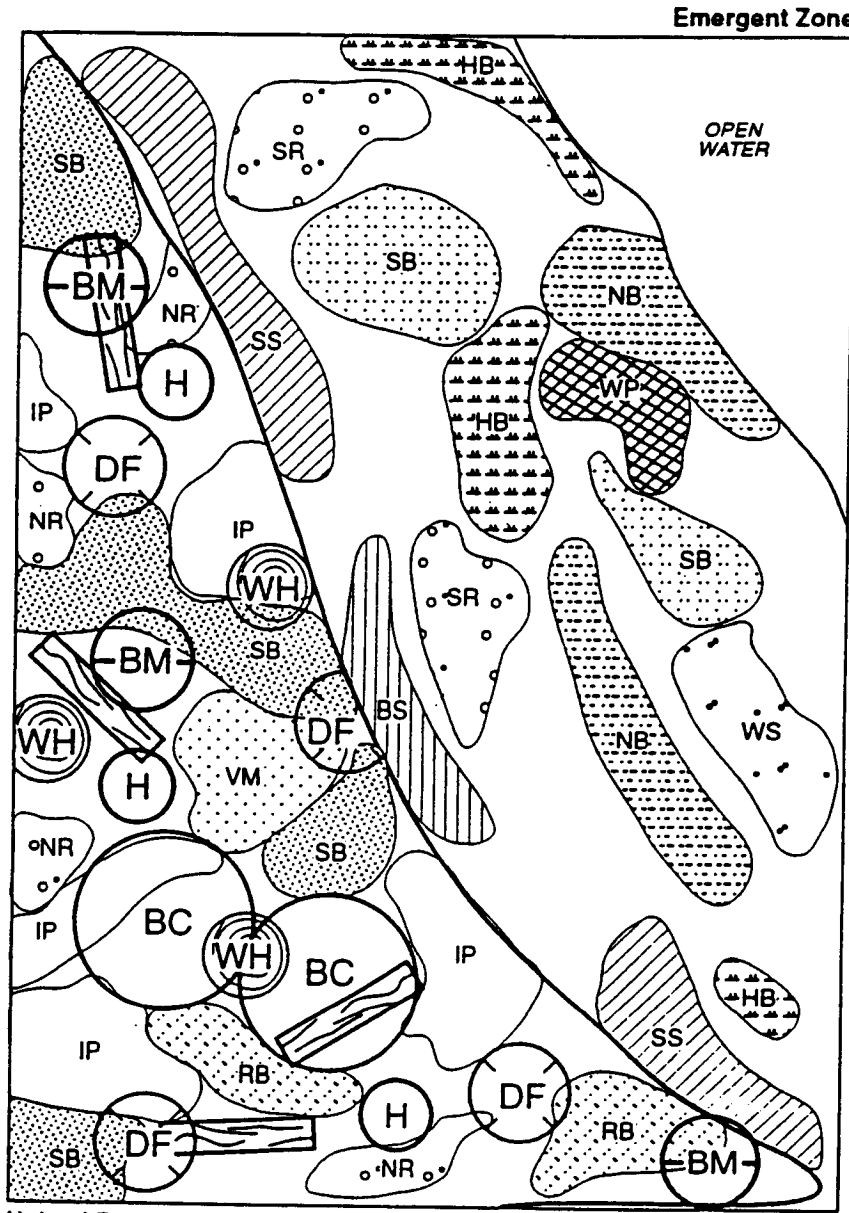 Emergent Zone
HB
OPEN
WATER
SR
SB
SB
BM
NR
NB
SS
H
WP
IP
HB
DF
NR
IP
SB
WH
SR
BM
SB
BS
DF
WS
WH
NB
VM
H
NR
SB
BC
IP
WH
BC
IP
HB
SS
IP
RB
H
DF
DF
RB
SB
NR
BM